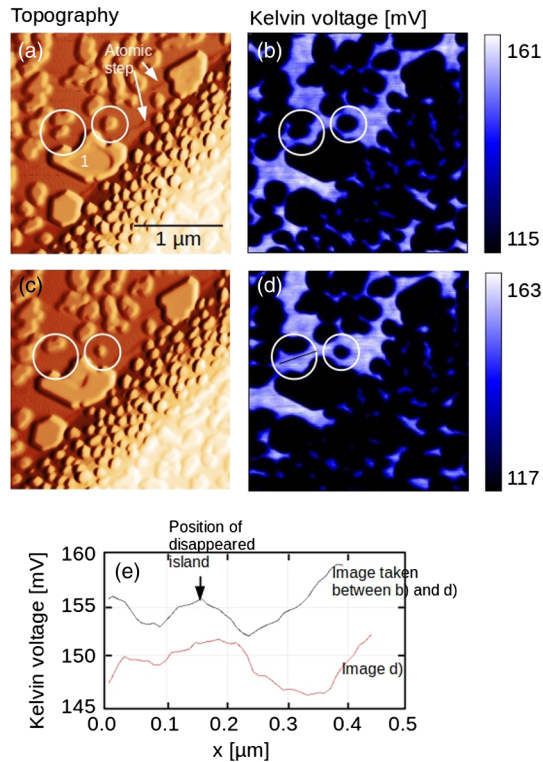 Topography
Kelvin voltage [mV]
(a)
Atomic
step
1
1 µm
(b)
161
115
(c)
(d)
163
117
(e)
Position of
disappeared
island
Image taken
between b) and d)
Image d)
Kelvin voltage [mV]
160
155
150
145
0.0 0.1 0.2 0.3 0.4 0.5
x [µm]